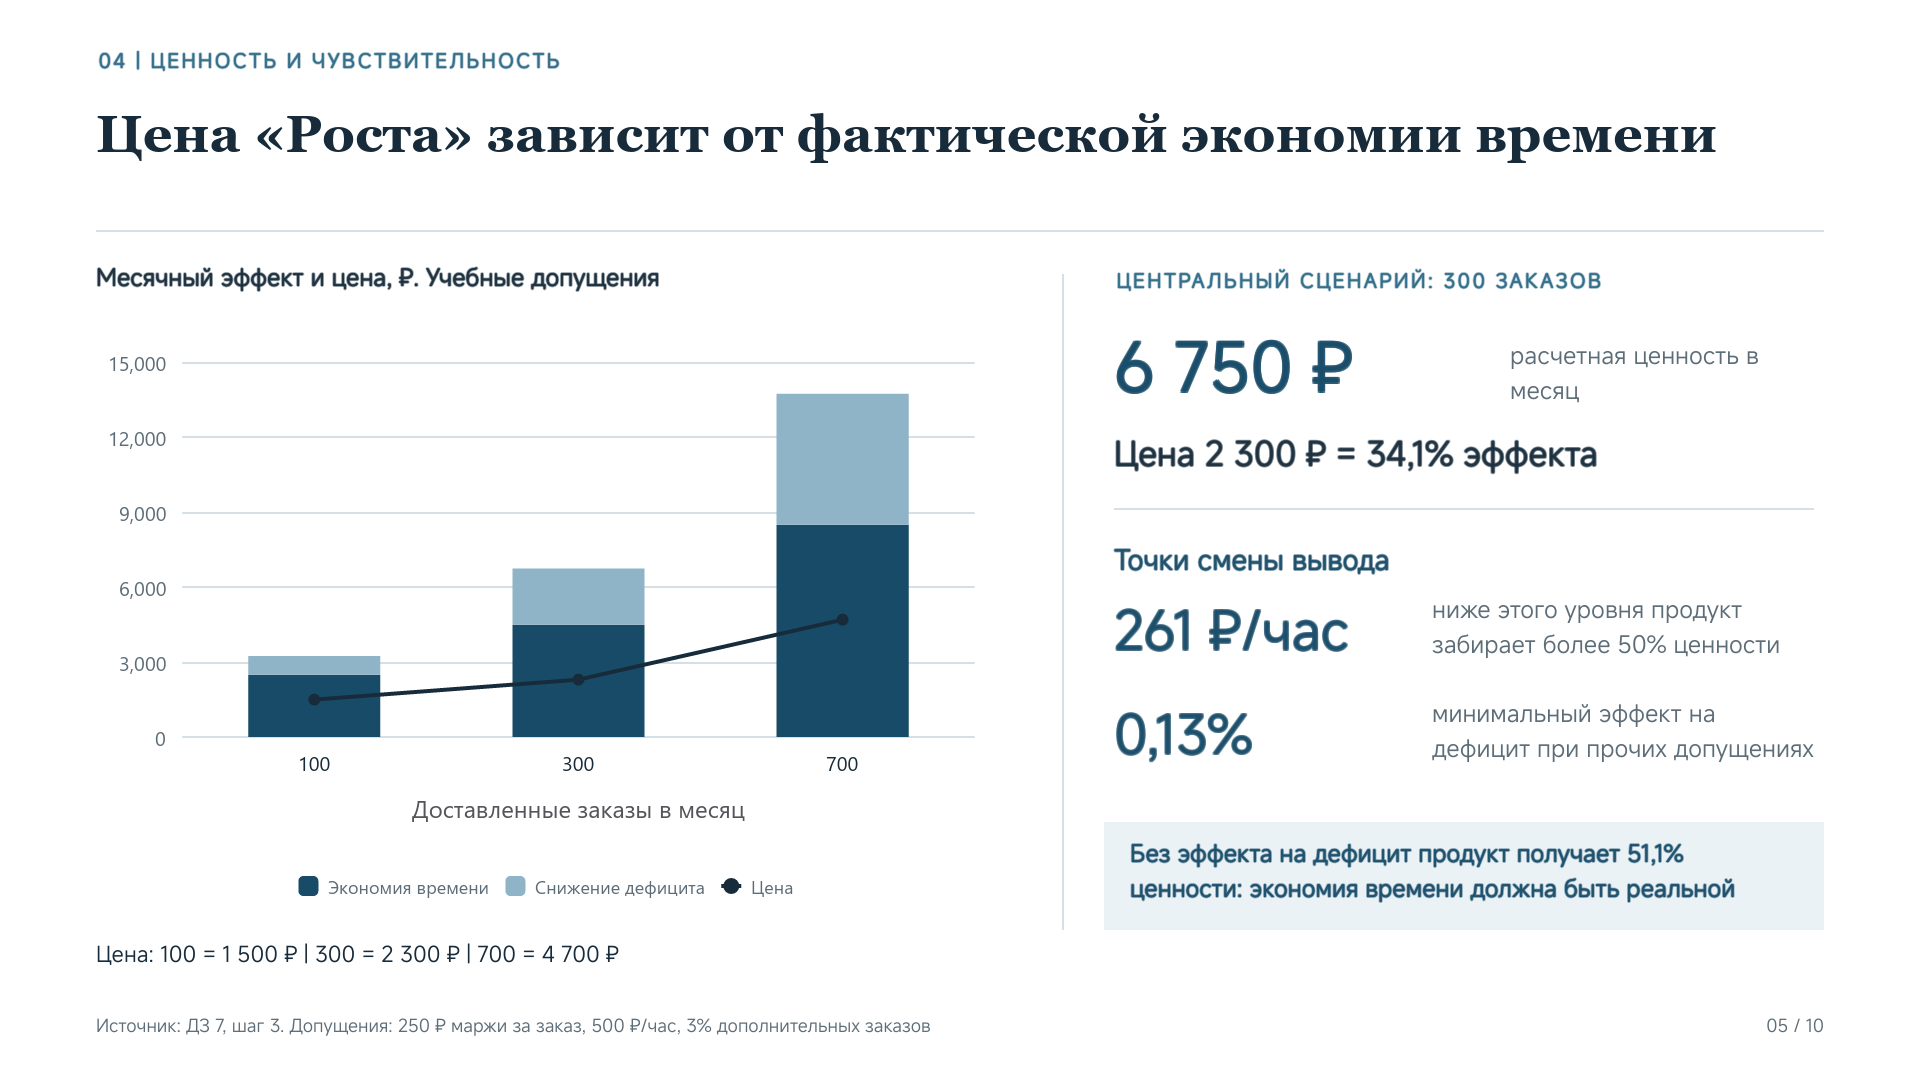 04 | ЦЕННОСТЬ И ЧУВСТВИТЕЛЬНОСТЬ
Цена «Роста» зависит от фактической экономии времени
Месячный эффект и цена, ₽. Учебные допущения
15,000
12,000
9,000
6,000
3,000
0
100
300
700
Доставленные заказы в месяц
Экономия времени
Снижение дефицита
Цена
Цена: 100 = 1 500 ₽ | 300 = 2 300 ₽ | 700 = 4 700 ₽
ЦЕНТРАЛЬНЫЙ СЦЕНАРИЙ: 300 ЗАКАЗОВ
6 750 ₽
расчетная ценность в
месяц
Цена 2 300 ₽ = 34,1% эффекта
Точки смены вывода
261 ₽/час
ниже этого уровня продукт
забирает более 50% ценности
0,13%
минимальный эффект на
дефицит при прочих допущениях
Без эффекта на дефицит продукт получает 51,1%
ценности: экономия времени должна быть реальной
Источник: ДЗ 7, шаг 3. Допущения: 250 ₽ маржи за заказ, 500 ₽/час, 3% дополнительных заказов
05 / 10